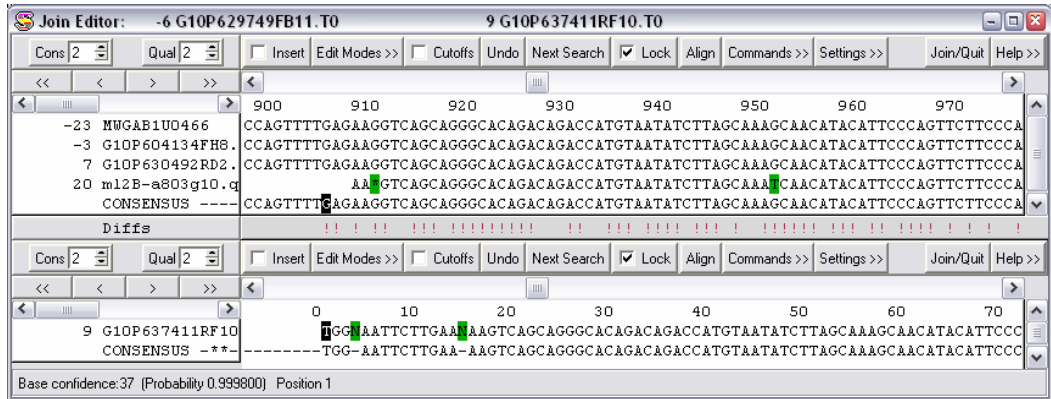 Join Editor: -6 G10P629749FB11.T0 9 G10P637411RF10.T0
Cons 2 Qual 2 Insert Edit Modes >> Cutoffs Undo Next Search Lock Align Commands >> Settings >> Join/Quit Help >>
<< < > >>
900 910 920 930 940 950 960 970
-23 MWGAB1U0466 CCAGTTTTGAGAAGGTCAGCAGGGCACAGACAGACCATGTAATATCTTAGCAAAGCAACATACATTCCCAGTTCTTCCCA
-3 G10P604134FH8. CCAGTTTTGAGAAGGTCAGCAGGGCACAGACAGACCATGTAATATCTTAGCAAAGCAACATACATTCCCAGTTCTTCCCA
7 G10P630492RD2. CCAGTTTTGAGAAGGTCAGCAGGGCACAGACAGACCATGTAATATCTTAGCAAAGCAACATACATTCCCAGTTCTTCCCA
20 ml2B-a803g10.q AA*GTCAGCAGGGCACAGACAGACCATGTAATATCTTAGCAAATCAACATACATTCCCAGTTCTTCCCA
CONSENSUS ---- CCAGTTTTGAGAAGGTCAGCAGGGCACAGACAGACCATGTAATATCTTAGCAAAGCAACATACATTCCCAGTTCTTCCCA
Diffs !! ! !! !!! !!!!!!!!! !! !!! !!!! !!! ! !!!!!! !!! !! !!!! ! ! !
Cons 2 Qual 2 Insert Edit Modes >> Cutoffs Undo Next Search Lock Align Commands >> Settings >> Join/Quit Help >>
<< < > >>
0 10 20 30 40 50 60 70
9 G10P637411RF10 TGGNAATTCTTGAANAAGTCAGCAGGGCACAGACAGACCATGTAATATCTTAGCAAAGCAACATACATTCCC
CONSENSUS -**- --------TGG-AATTCTTGAA-AAGTCAGCAGGGCACAGACAGACCATGTAATATCTTAGCAAAGCAACATACATTCCC
Base confidence:37 (Probability 0.999800) Position 1